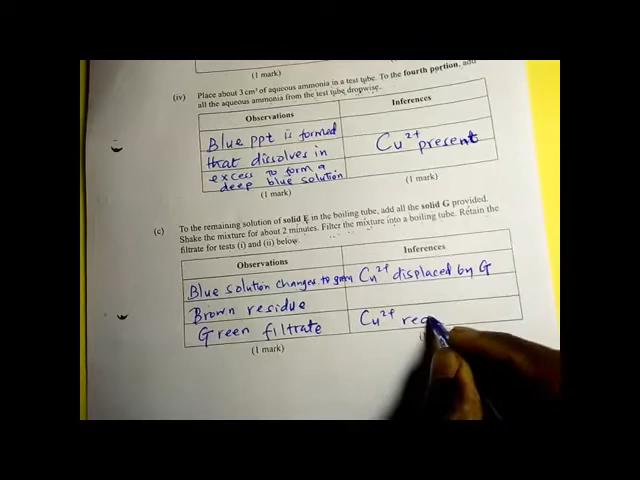 (1 mark)
(iv) Place about 3 cm³ of aqueous ammonia in a test tube. To the fourth portion, add
all the aqueous ammonia from the test tube dropwise.
Observations
Inferences
Blue ppt is formed
that dissolves in
excess to form a
deep blue solution
Cu²⁺ present
(1 mark)
(1 mark)
(c) To the remaining solution of solid E in the boiling tube, add all the solid G provided.
Shake the mixture for about 2 minutes. Filter the mixture into a boiling tube. Retain the
filtrate for tests (i) and (ii) below.
Observations
Inferences
Blue solution changes to
Brown residue
Green filtrate
Cu²⁺ displaced by G
Cu²⁺
(1 mark)